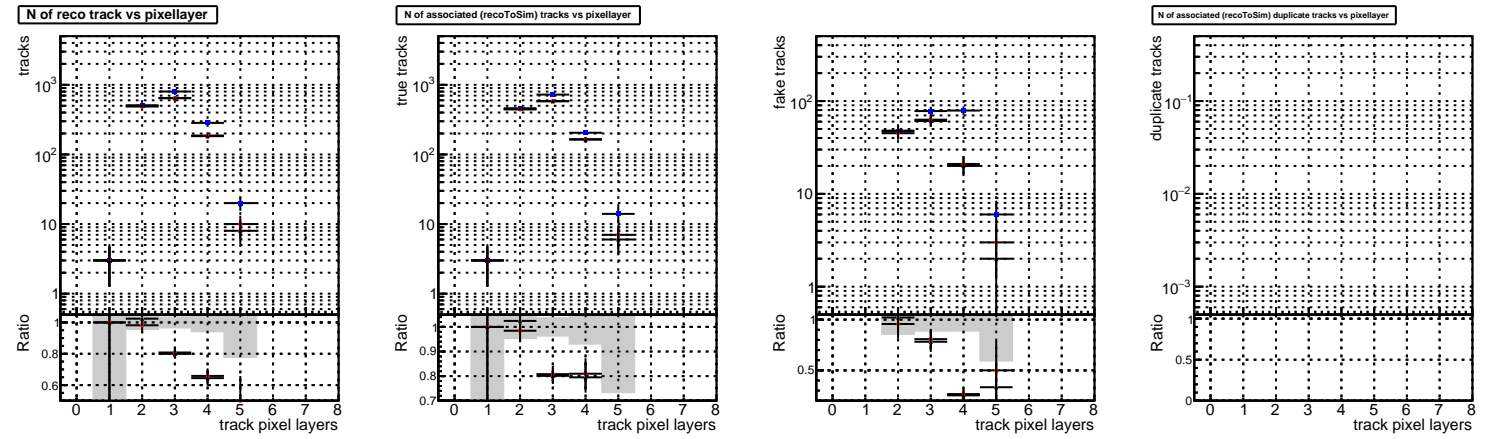 N of reco track vs pixellayer
tracks
10³
10²
10
1
Ratio
1
0.8
0.6
0 1 2 3 4 5 6 7 8
track pixel layers
N of associated (recoToSim) tracks vs pixellayer
true tracks
10³
10²
10
1
Ratio
1
0.9
0.8
0.7
0 1 2 3 4 5 6 7 8
track pixel layers
fake tracks
10²
10
1
Ratio
1
0.5
0 1 2 3 4 5 6 7 8
track pixel layers
N of associated (recoToSim) duplicate tracks vs pixellayer
duplicate tracks
10⁻¹
10⁻²
10⁻³
Ratio
1
0.5
0
0 1 2 3 4 5 6 7 8
track pixel layers